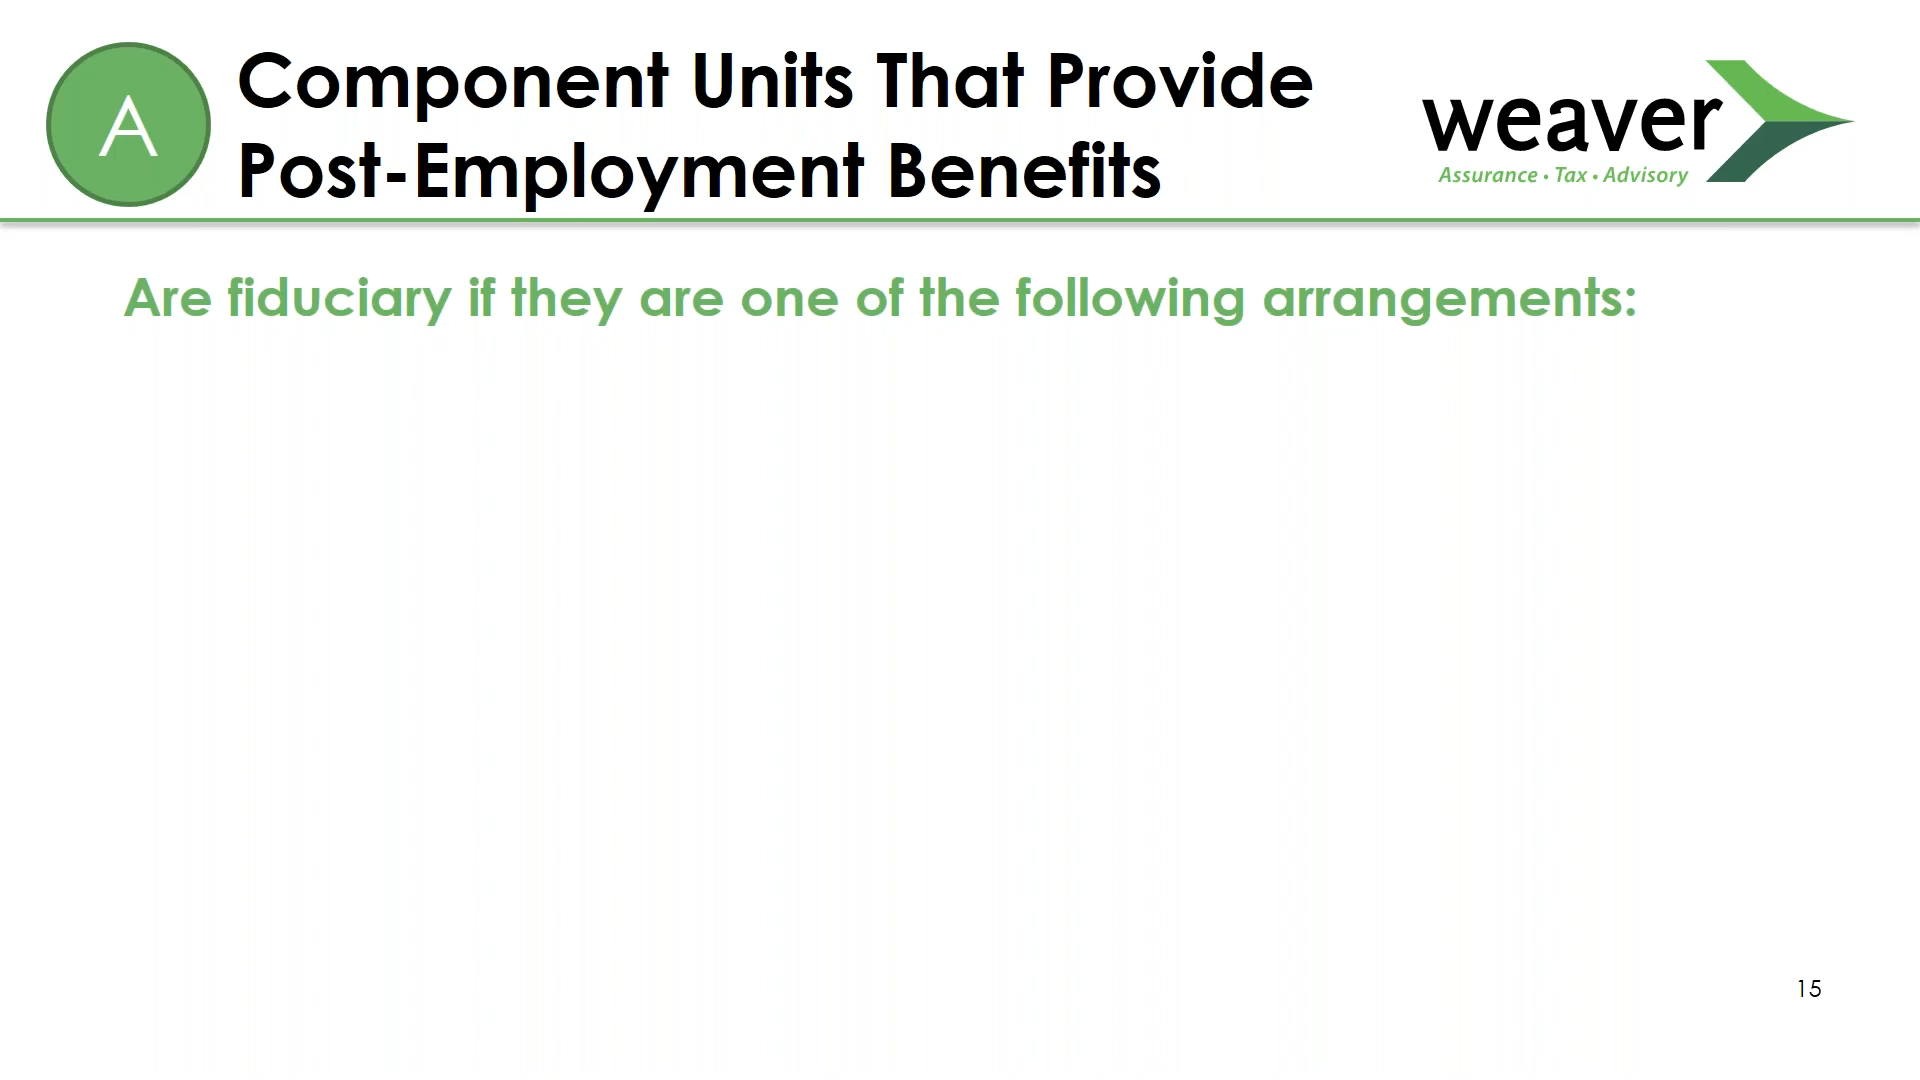 A
Component Units That Provide
Post-Employment Benefits
weaver
Assurance • Tax • Advisory
Are fiduciary if they are one of the following arrangements:
15